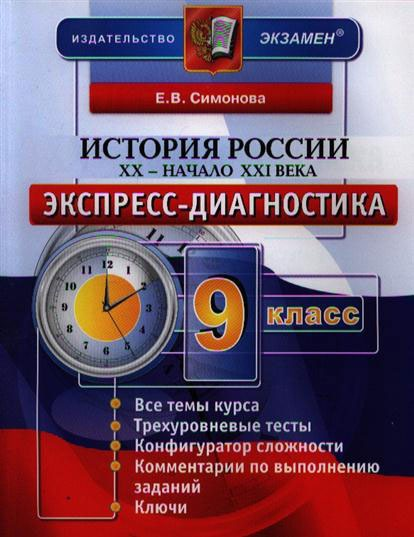 ИЗДАТЕЛЬСТВО ЭКЗАМЕН®
Е.В. Симонова
ИСТОРИЯ РОССИИ
XX – НАЧАЛО XXI ВЕКА
ЭКСПРЕСС-ДИАГНОСТИКА
12
1
2
3
4
5
6
7
8
9
10
11
9 класс
Все темы курса
Трехуровневые тесты
Конфигуратор сложности
Комментарии по выполнению
заданий
Ключи